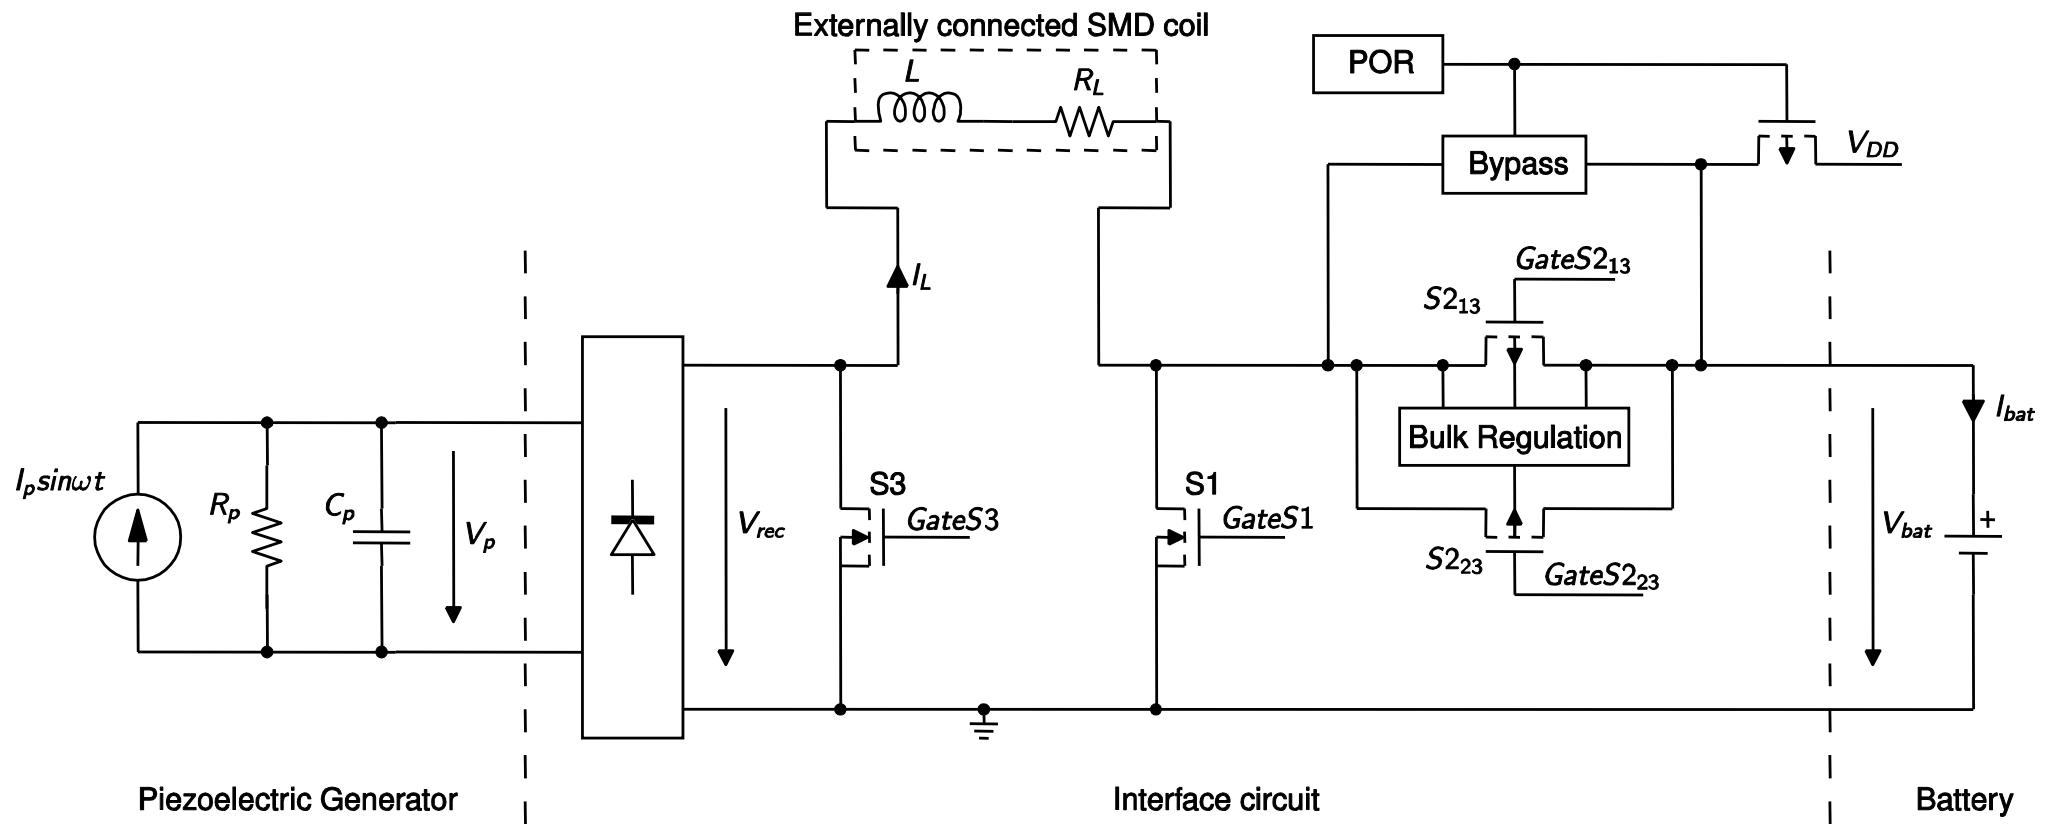 Externally connected SMD coil
L
R_L
POR
Bypass
V_DD
I_L
GateS2_13
S2_13
Bulk Regulation
I_bat
I_p sinωt
R_p
C_p
V_p
V_rec
S3
GateS3
S1
GateS1
S2_23
GateS2_23
V_bat
+
Piezoelectric Generator
Interface circuit
Battery